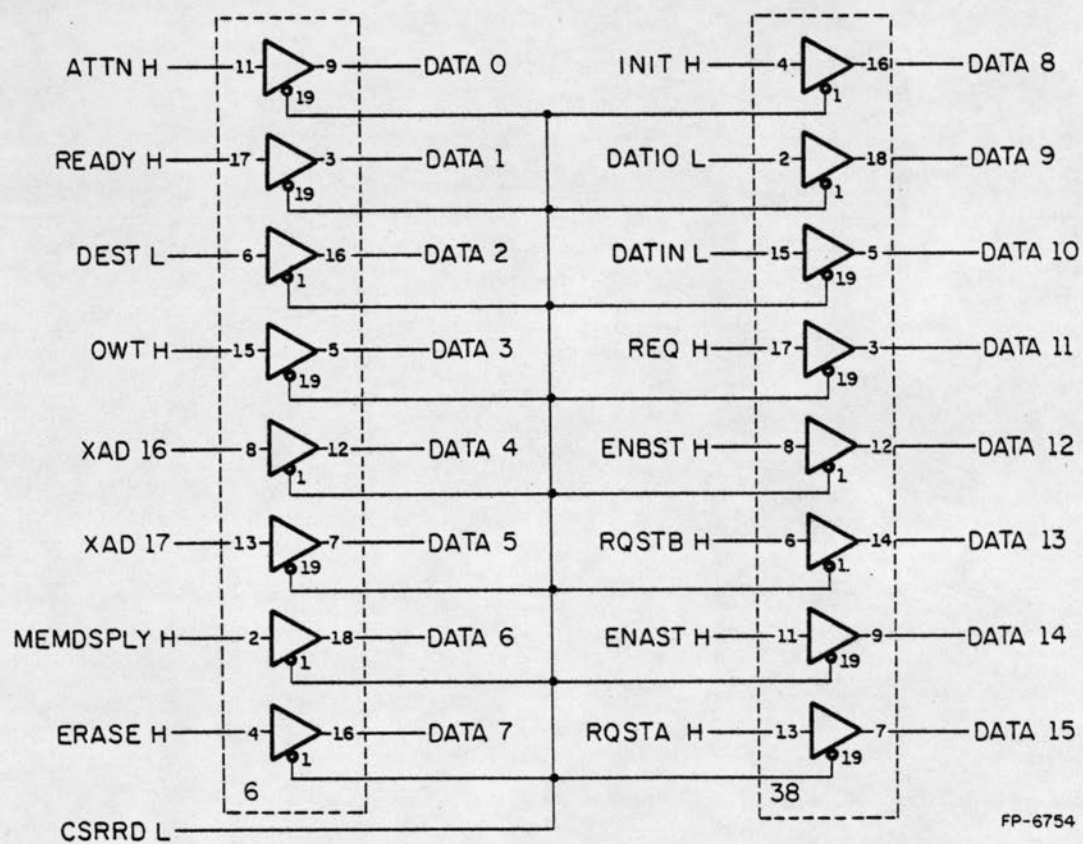 ATTN H 11 9 DATA 0 INIT H 4 16 DATA 8
19 1
READY H 17 3 DATA 1 DATIO L 2 18 DATA 9
19 1
DEST L 6 16 DATA 2 DATIN L 15 5 DATA 10
1 19
OWT H 15 5 DATA 3 REQ H 17 3 DATA 11
19 19
XAD 16 8 12 DATA 4 ENBST H 8 12 DATA 12
1 1
XAD 17 13 7 DATA 5 RQSTB H 6 14 DATA 13
19 1
MEMDSPLY H 2 18 DATA 6 ENAST H 11 9 DATA 14
1 19
ERASE H 4 16 DATA 7 RQSTA H 13 7 DATA 15
1 19
6 38
CSRRD L
FP-6754